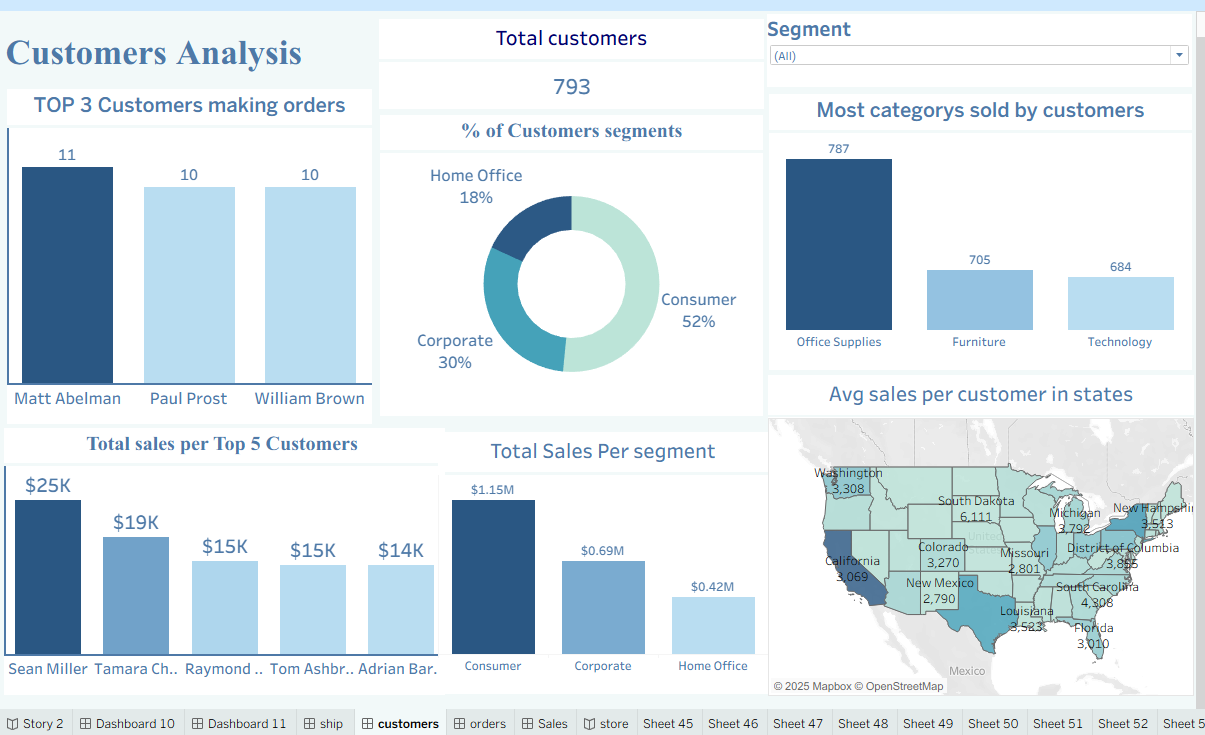 Customers Analysis
TOP 3 Customers making orders
11
10
10
Matt Abelman
Paul Prost
William Brown
Total customers
793
% of Customers segments
Home Office
18%
Consumer
52%
Corporate
30%
Segment
(All)
Most categorys sold by customers
787
705
684
Office Supplies
Furniture
Technology
Total sales per Top 5 Customers
$25K
$19K
$15K
$15K
$14K
Sean Miller
Tamara Ch..
Raymond ..
Tom Ashbr..
Adrian Bar..
Total Sales Per segment
$1.15M
$0.69M
$0.42M
Consumer
Corporate
Home Office
Avg sales per customer in states
Washington
3,308
South Dakota
6,111
Michigan
3,792
New Hampshi
3,513
United
California
3,069
Colorado
3,270
Missouri
2,801
District of Columbia
New Mexico
2,790
South Carolina
4,308
Louisiana
Florida
3,010
Mexico
© 2025 Mapbox © OpenStreetMap
Story 2
Dashboard 10
Dashboard 11
ship
customers
orders
Sales
store
Sheet 45
Sheet 46
Sheet 47
Sheet 48
Sheet 49
Sheet 50
Sheet 51
Sheet 52
Sheet 5